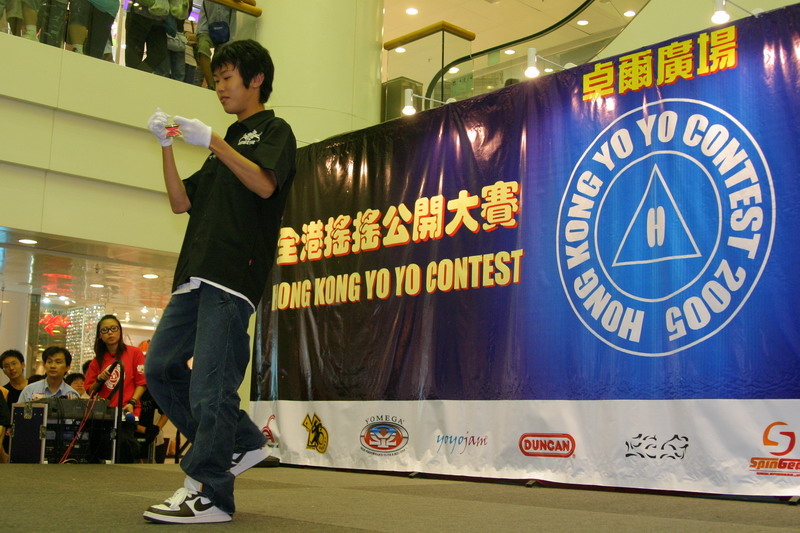 卓爾廣場
全港搖搖公開大賽
HONG KONG YO YO CONTEST
HONG KONG YO YO CONTEST 2005
H
YOMEGA
yoyojam
DUNCAN
SPINGEAR